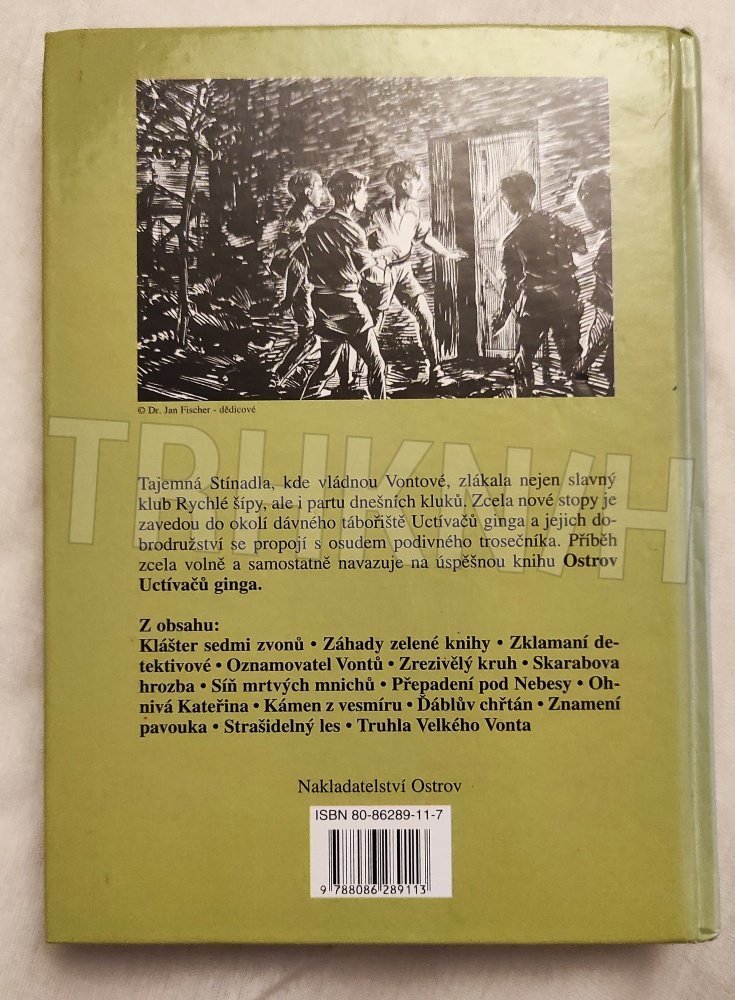 © Dr. Jan Fischer - dědicové
TRHKNIH
Tajemná Stínadla, kde vládnou Vontové, zlákala nejen slavný
klub Rychlé šípy, ale i partu dnešních kluků. Zcela nové stopy je
zavedou do okolí dávného tábořiště Uctívačů ginga a jejich do-
brodružství se propojí s osudem podivného trosečníka. Příběh
zcela volně a samostatně navazuje na úspěšnou knihu Ostrov
Uctívačů ginga.
Z obsahu:
Klášter sedmi zvonů • Záhady zelené knihy • Zklamaní de-
tektivové • Oznamovatel Vontů • Zrezivělý kruh • Skarabova
hrozba • Síň mrtvých mnichů • Přepadení pod Nebesy • Oh-
nivá Kateřina • Kámen z vesmíru • Ďáblův chřtán • Znamení
pavouka • Strašidelný les • Truhla Velkého Vonta
Nakladatelství Ostrov
ISBN 80-86289-11-7
9 788086 289113